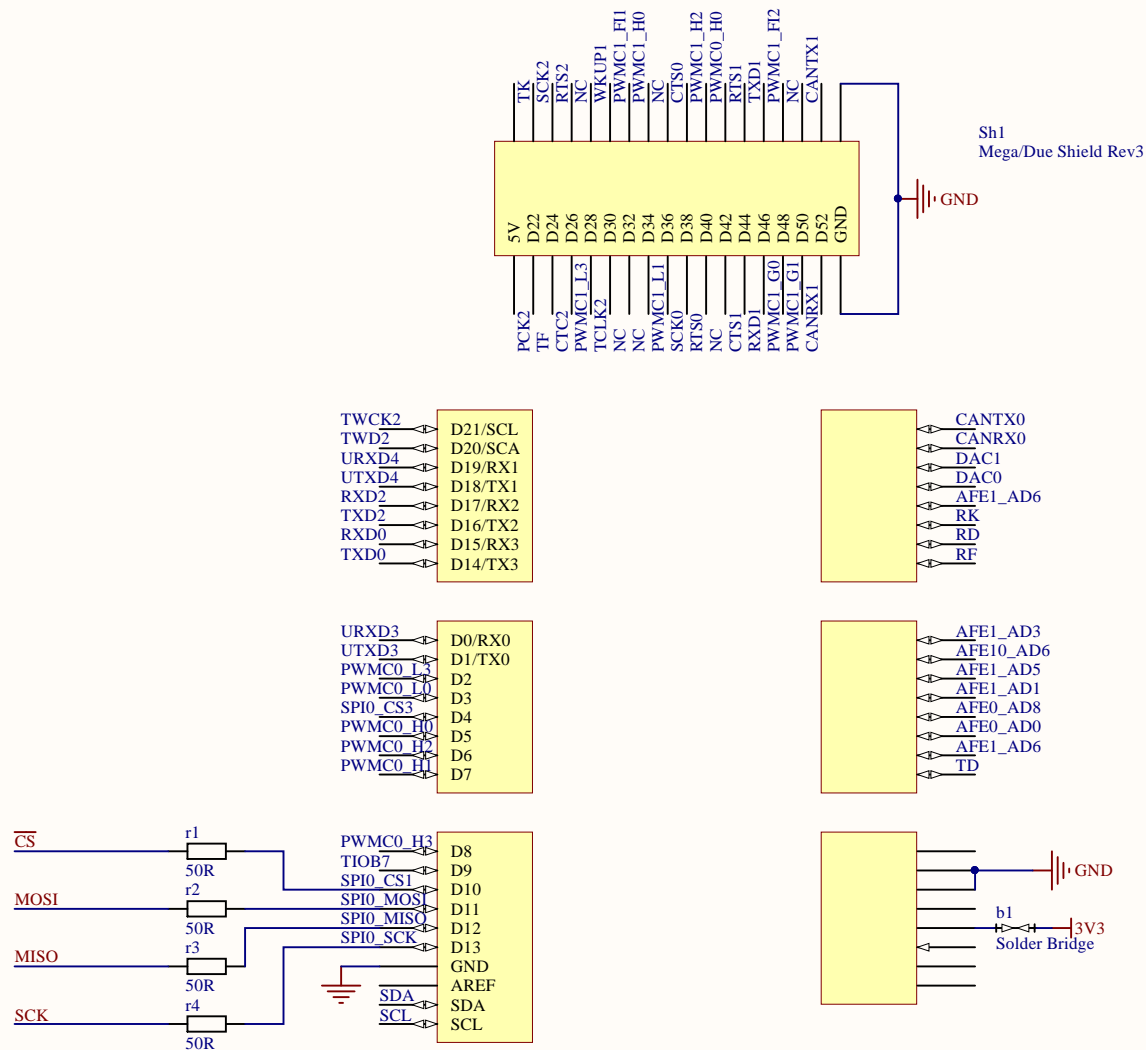 TK
SCK2
RTS2
NC
WKUP1
PWMC1_FI1
PWMC1_H0
NC
CTS0
PWMC1_H2
PWMC0_H0
RTS1
TXD1
PWMC1_FI2
NC
CANTX1
Sh1
Mega/Due Shield Rev3
GND
5V
D22
D24
D26
D28
D30
D32
D34
D36
D38
D40
D42
D44
D46
D48
D50
D52
GND
PCK2
TF
CTC2
PWMC1_L3
TCLK2
NC
NC
PWMC1_L1
SCK0
RTS0
NC
CTS1
RXD1
PWMC1_G0
PWMC1_G1
CANRX1
TWCK2 D21/SCL
TWD2 D20/SCA
URXD4 D19/RX1
UTXD4 D18/TX1
RXD2 D17/RX2
TXD2 D16/TX2
RXD0 D15/RX3
TXD0 D14/TX3
CANTX0
CANRX0
DAC1
DAC0
AFE1_AD6
RK
RD
RF
URXD3 D0/RX0
UTXD3 D1/TX0
PWMC0_L3 D2
PWMC0_L0 D3
SPI0_CS3 D4
PWMC0_H0 D5
PWMC0_H2 D6
PWMC0_H1 D7
AFE1_AD3
AFE10_AD6
AFE1_AD5
AFE1_AD1
AFE0_AD8
AFE0_AD0
AFE1_AD6
TD
CS
r1
50R
MOSI
r2
50R
MISO
r3
50R
SCK
r4
50R
PWMC0_H3 D8
TIOB7 D9
SPI0_CS1 D10
SPI0_MOSI D11
SPI0_MISO D12
SPI0_SCK D13
GND
AREF
SDA SDA
SCL SCL
GND
b1
3V3
Solder Bridge